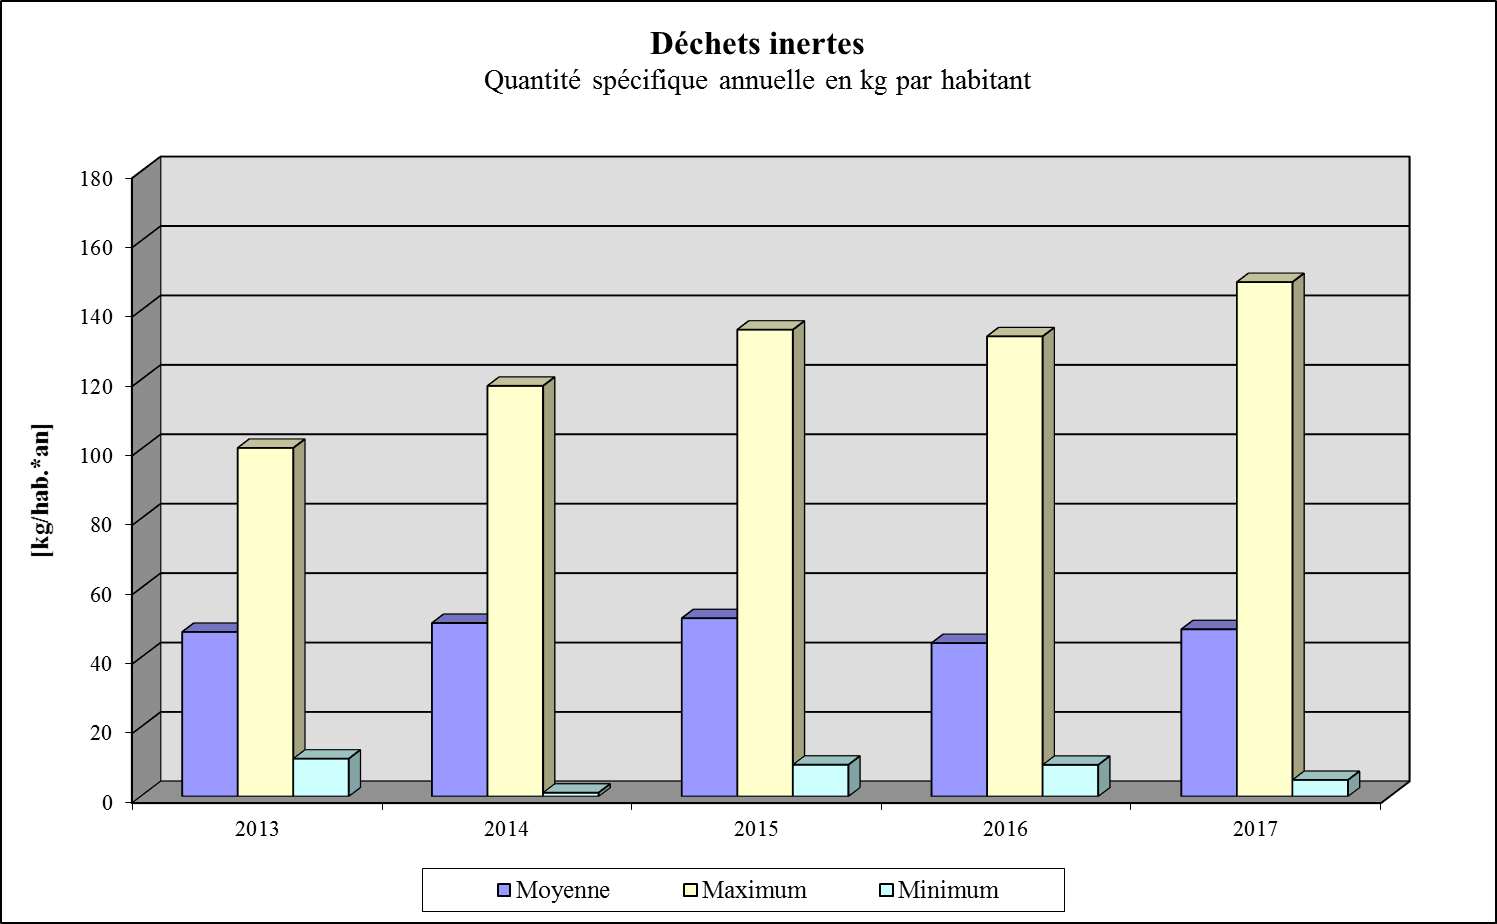 Déchets inertes
Quantité spécifique annuelle en kg par habitant
[kg/hab.*an]
180
160
140
120
100
80
60
40
20
0
2013 2014 2015 2016 2017
Moyenne Maximum Minimum